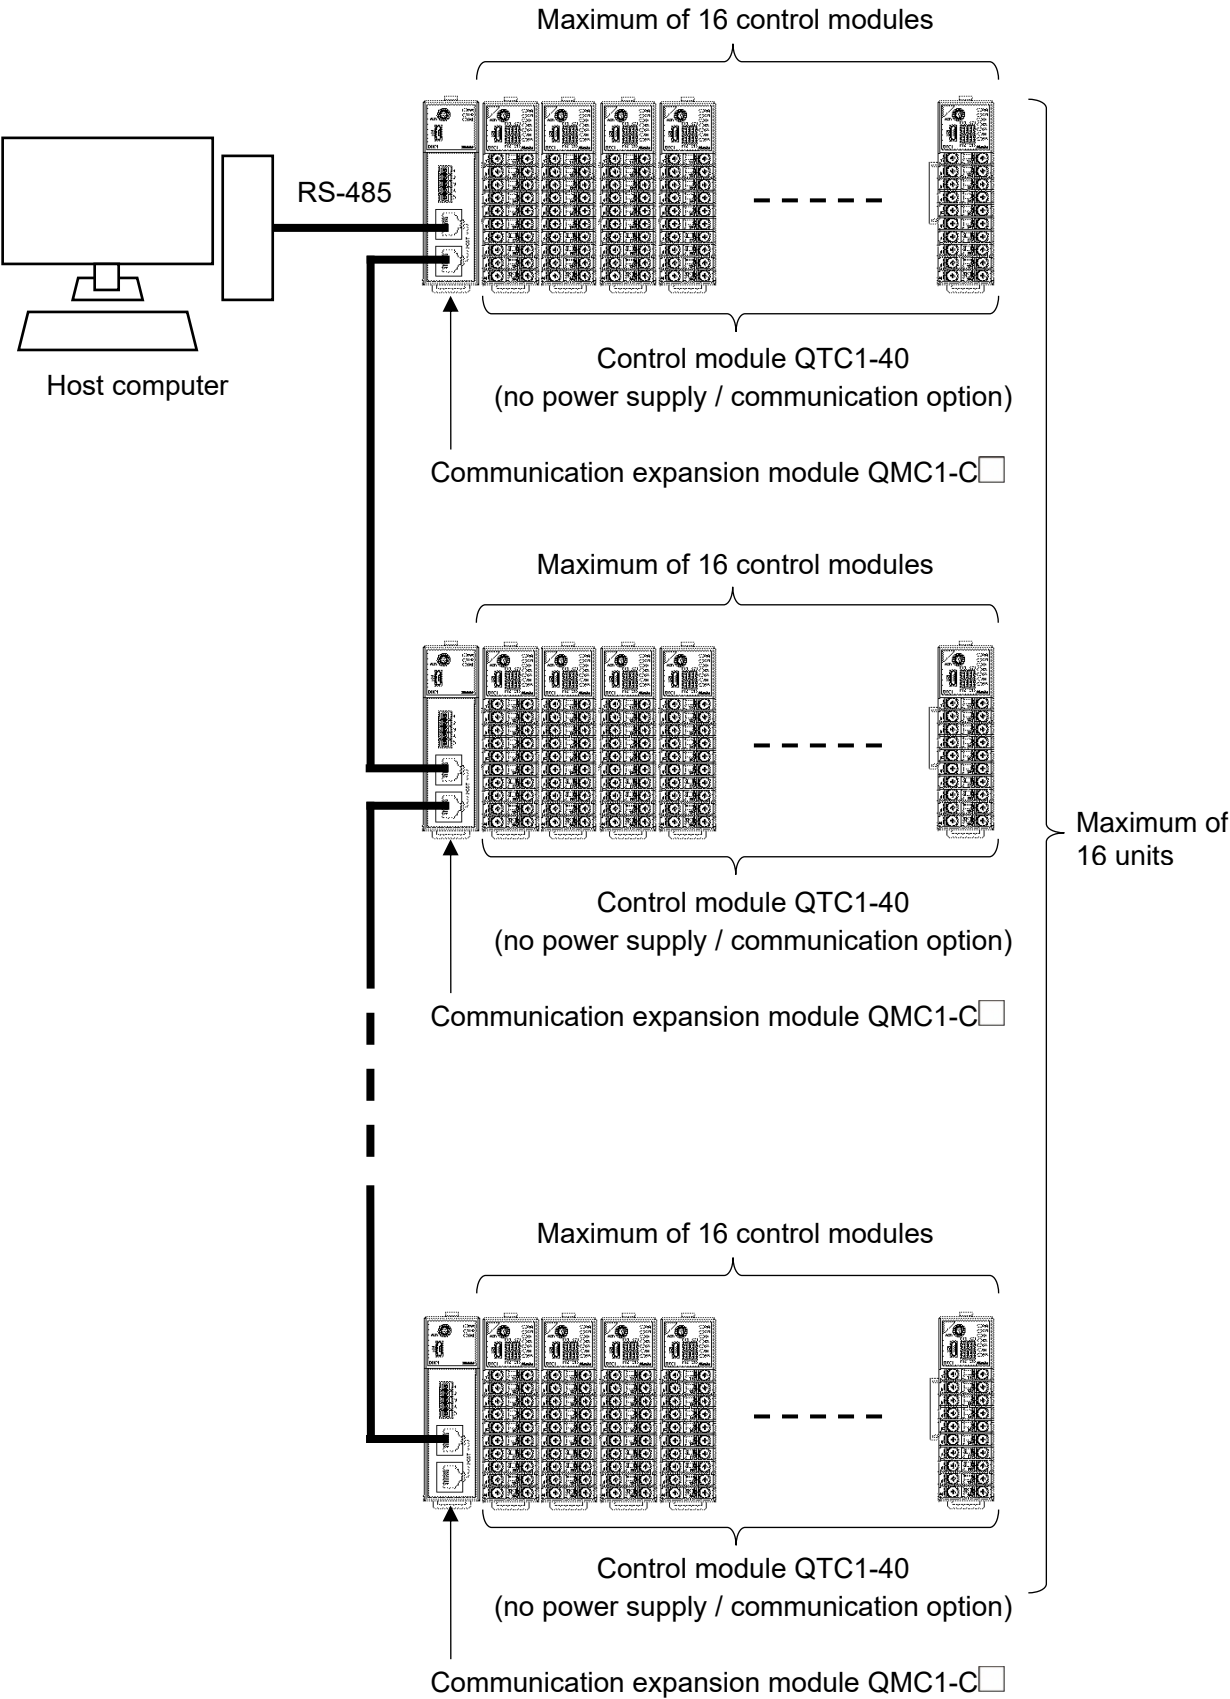 Maximum of 16 control modules
RS-485
Host computer
Control module QTC1-40
(no power supply / communication option)
Communication expansion module QMC1-C□
Maximum of 16 control modules
Maximum of
16 units
Control module QTC1-40
(no power supply / communication option)
Communication expansion module QMC1-C□
Maximum of 16 control modules
Control module QTC1-40
(no power supply / communication option)
Communication expansion module QMC1-C□